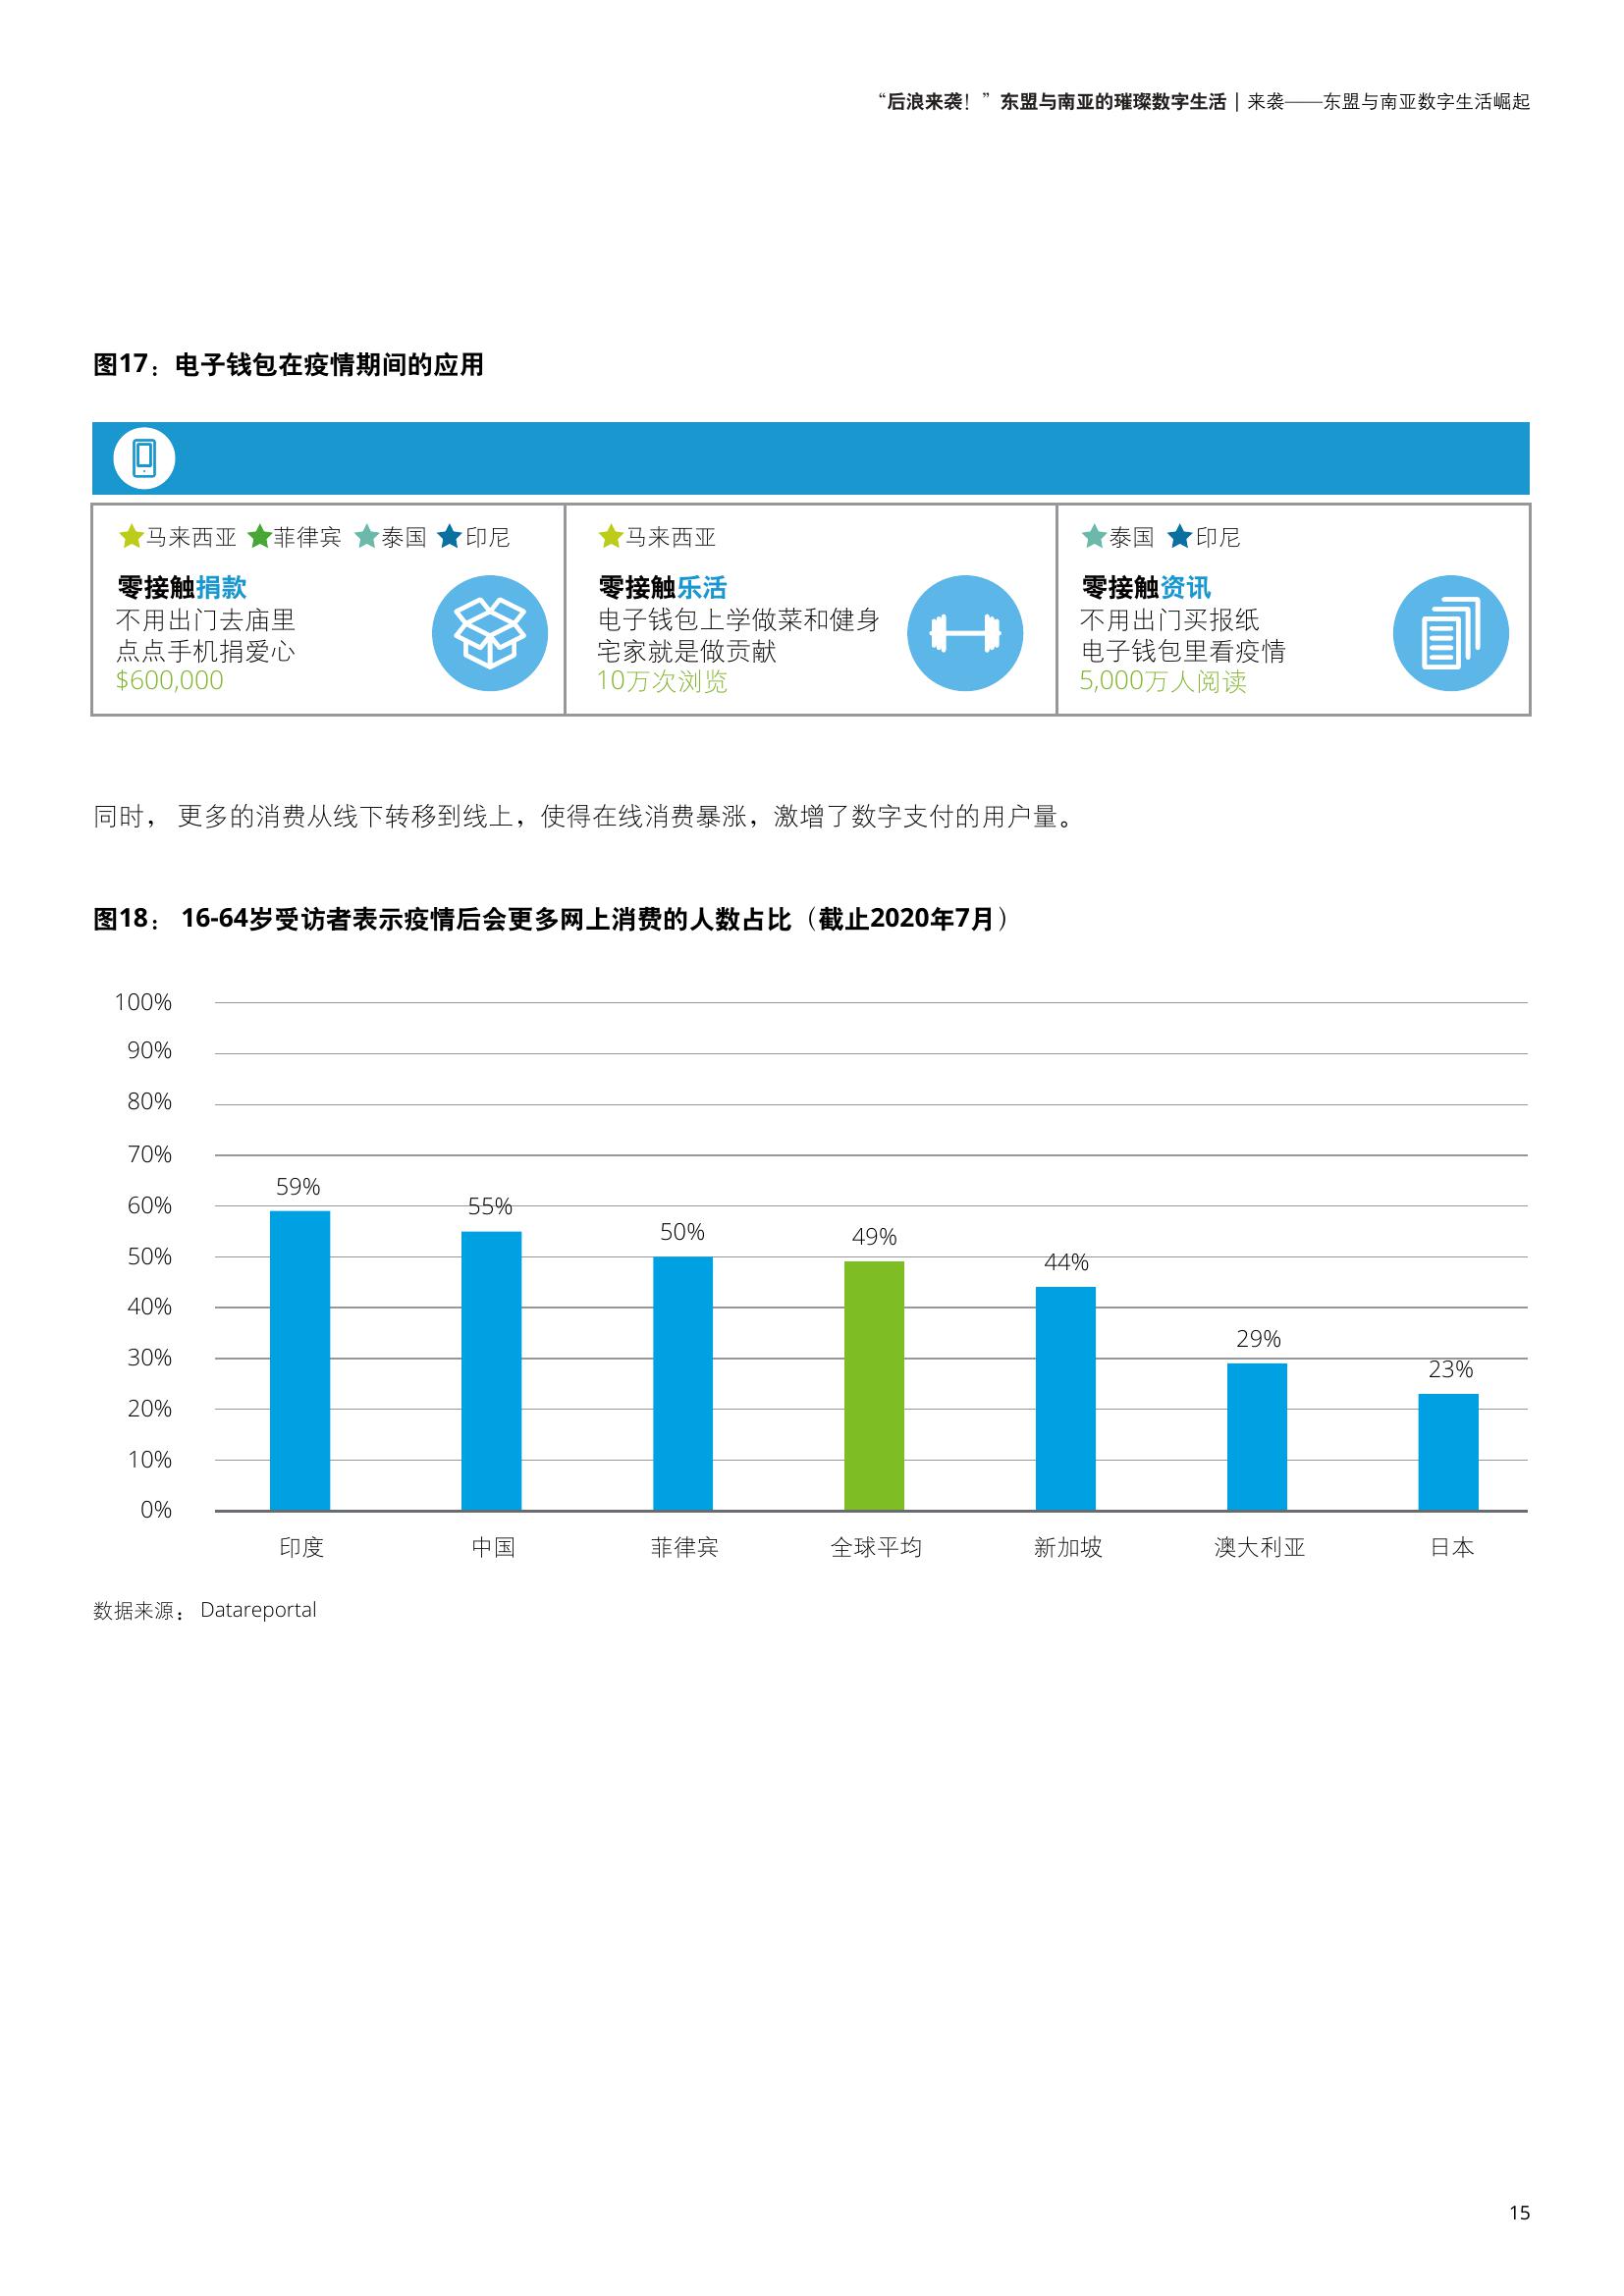 “后浪来袭！”东盟与南亚的璀璨数字生活 | 来袭——东盟与南亚数字生活崛起
图17：电子钱包在疫情期间的应用
马来西亚 菲律宾 泰国 印尼
零接触捐款
不用出门去庙里
点点手机捐爱心
$600,000
马来西亚
零接触乐活
电子钱包上学做菜和健身
宅家就是做贡献
10万次浏览
泰国 印尼
零接触资讯
不用出门买报纸
电子钱包里看疫情
5,000万人阅读
同时， 更多的消费从线下转移到线上，使得在线消费暴涨，激增了数字支付的用户量。
图18： 16-64岁受访者表示疫情后会更多网上消费的人数占比（截止2020年7月）
100%
90%
80%
70%
60%
50%
40%
30%
20%
10%
0%
59%
55%
50%
49%
44%
29%
23%
印度 中国 菲律宾 全球平均 新加坡 澳大利亚 日本
数据来源： Datareportal
15